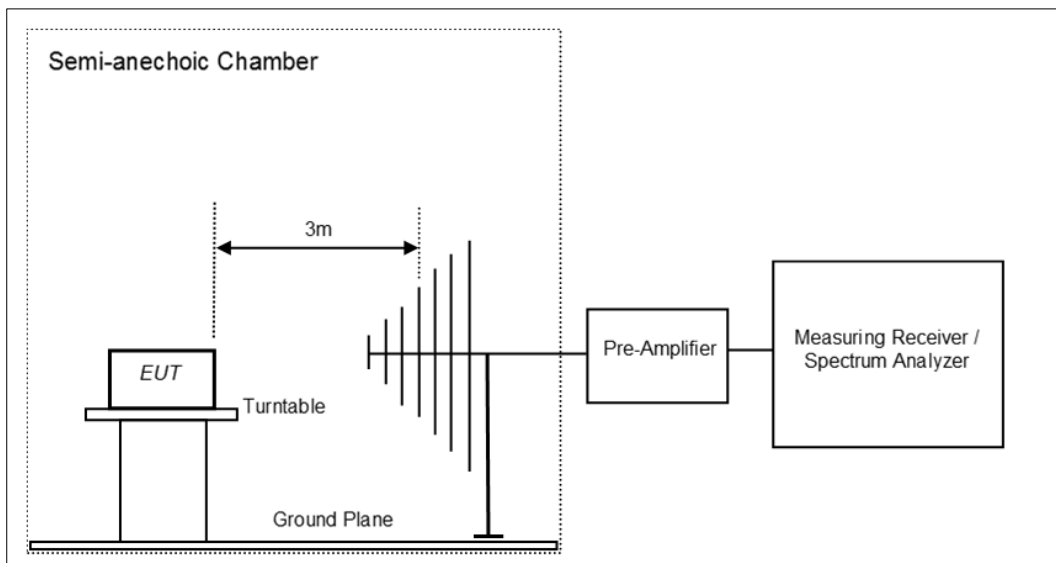 Semi-anechoic Chamber
3m
EUT
Turntable
Ground Plane
Pre-Amplifier
Measuring Receiver /
Spectrum Analyzer